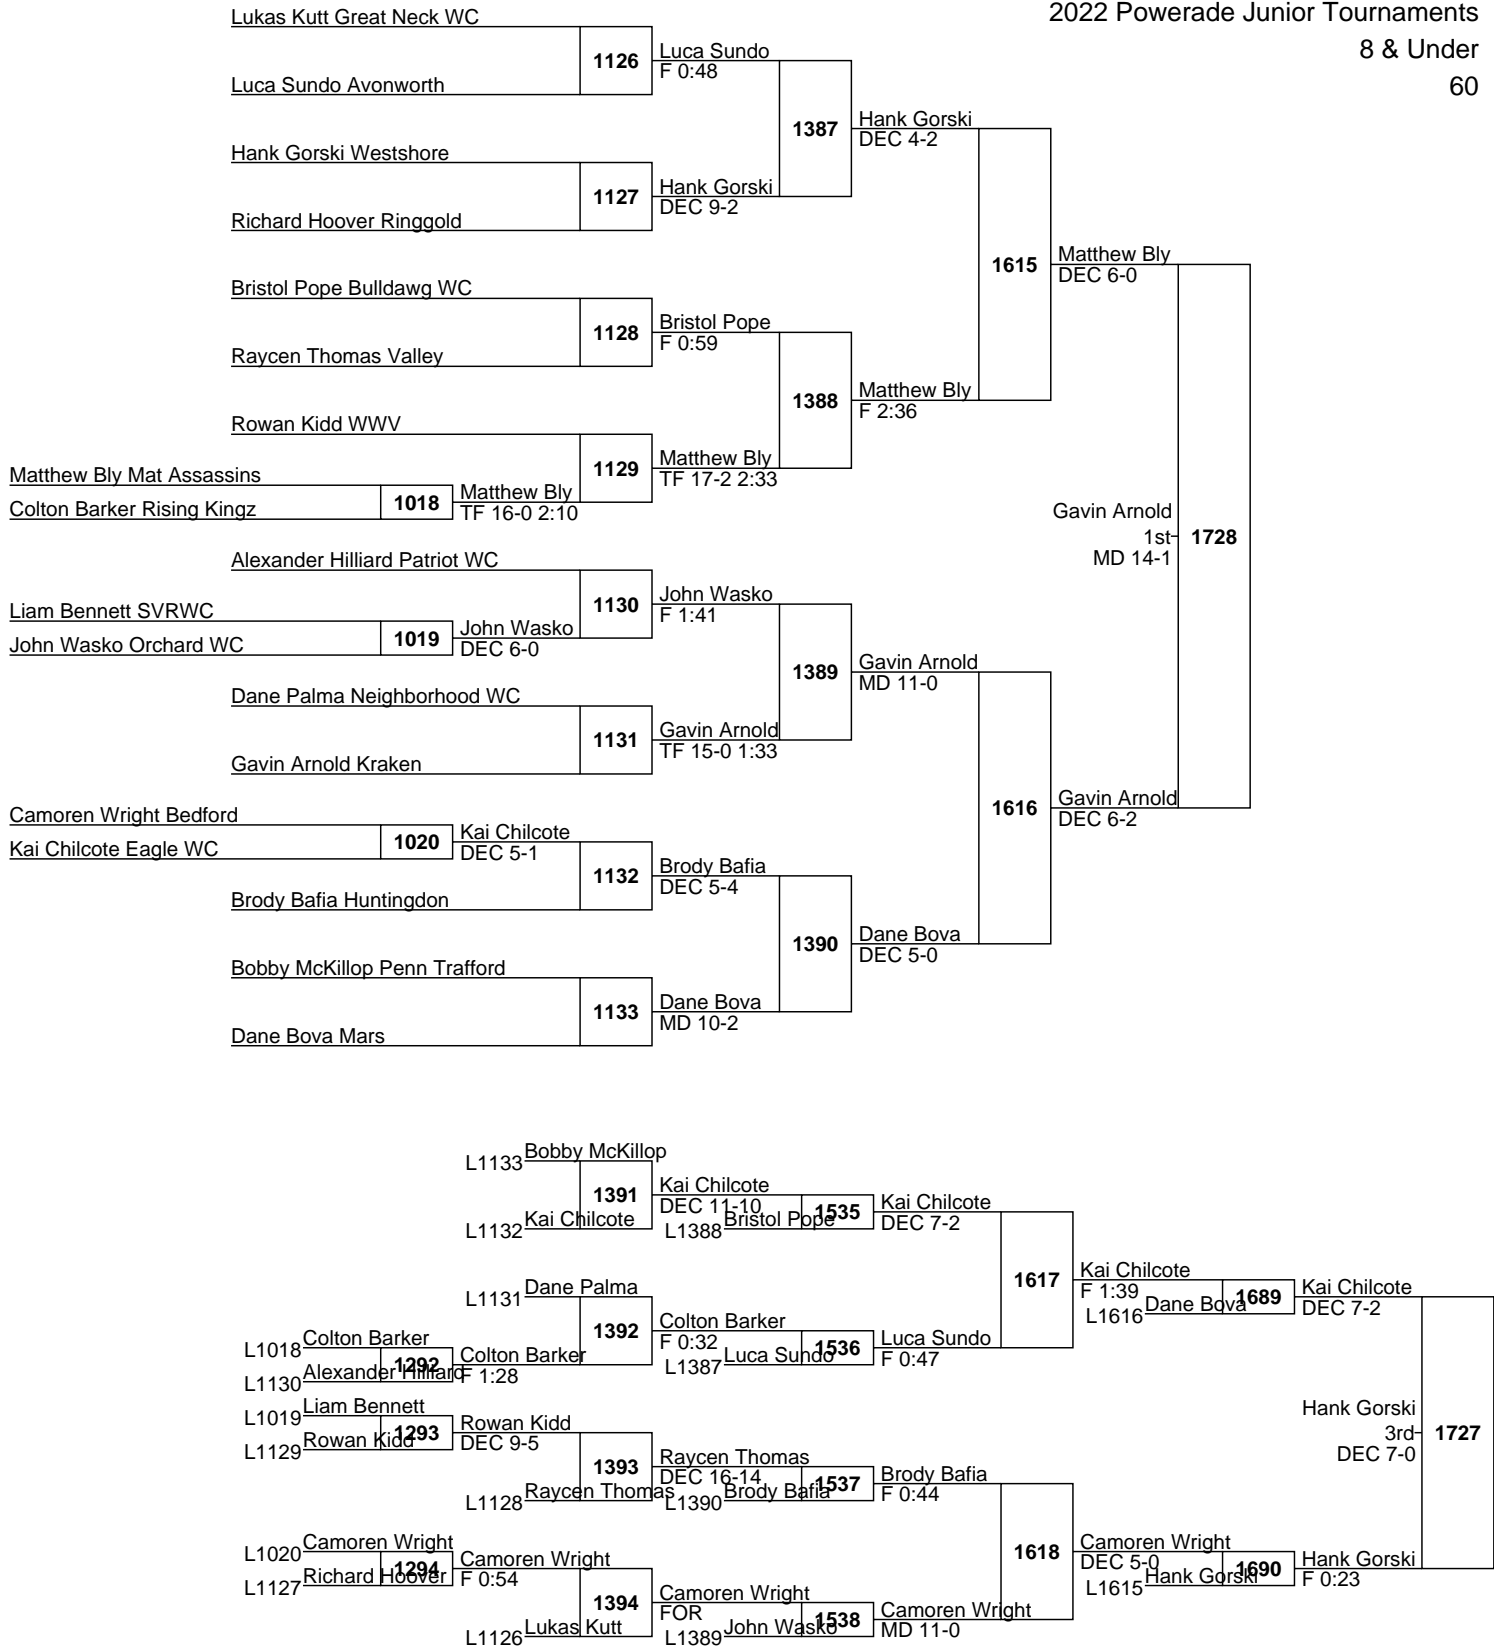 2022 Powerade Junior Tournaments
8 & Under
60
Lukas Kutt Great Neck WC
1126
Luca Sundo
F 0:48
Luca Sundo Avonworth
1387
Hank Gorski
DEC 4-2
Hank Gorski Westshore
1127
Hank Gorski
DEC 9-2
Richard Hoover Ringgold
1615
Matthew Bly
DEC 6-0
Bristol Pope Bulldawg WC
1128
Bristol Pope
F 0:59
Raycen Thomas Valley
1388
Matthew Bly
F 2:36
Rowan Kidd WWV
1129
Matthew Bly
TF 17-2 2:33
Matthew Bly Mat Assassins
1018
Matthew Bly
TF 16-0 2:10
Colton Barker Rising Kingz
Gavin Arnold
1st
1728
MD 14-1
Alexander Hilliard Patriot WC
1130
John Wasko
F 1:41
Liam Bennett SVRWC
1019
John Wasko
DEC 6-0
John Wasko Orchard WC
1389
Gavin Arnold
MD 11-0
Dane Palma Neighborhood WC
1131
Gavin Arnold
TF 15-0 1:33
Gavin Arnold Kraken
1616
Gavin Arnold
DEC 6-2
Camoren Wright Bedford
1020
Kai Chilcote
DEC 5-1
Kai Chilcote Eagle WC
1132
Brody Bafia
DEC 5-4
Brody Bafia Huntingdon
1390
Dane Bova
DEC 5-0
Bobby McKillop Penn Trafford
1133
Dane Bova
MD 10-2
Dane Bova Mars
L1133
Bobby McKillop
1391
Kai Chilcote
DEC 11-10
L1132
Kai Chilcote
L1388
Bristol Pope
1535
Kai Chilcote
DEC 7-2
1617
Kai Chilcote
F 1:39
L1616
Dane Bova
1689
Kai Chilcote
DEC 7-2
L1131
Dane Palma
1392
Colton Barker
F 0:32
L1387
Luca Sundo
1536
Luca Sundo
F 0:47
L1018
Colton Barker
1292
Colton Barker
F 1:28
L1130
Alexander Hilliard
L1019
Liam Bennett
1293
Rowan Kidd
DEC 9-5
L1129
Rowan Kidd
Hank Gorski
3rd
1727
DEC 7-0
1393
Raycen Thomas
DEC 16-14
L1128
Raycen Thomas
L1390
Brody Bafia
1537
Brody Bafia
F 0:44
L1020
Camoren Wright
1294
Camoren Wright
F 0:54
L1127
Richard Hoover
1618
Camoren Wright
DEC 5-0
L1615
Hank Gorski
1690
Hank Gorski
F 0:23
1394
Camoren Wright
FOR
L1126
Lukas Kutt
L1389
John Wasko
1538
Camoren Wright
MD 11-0